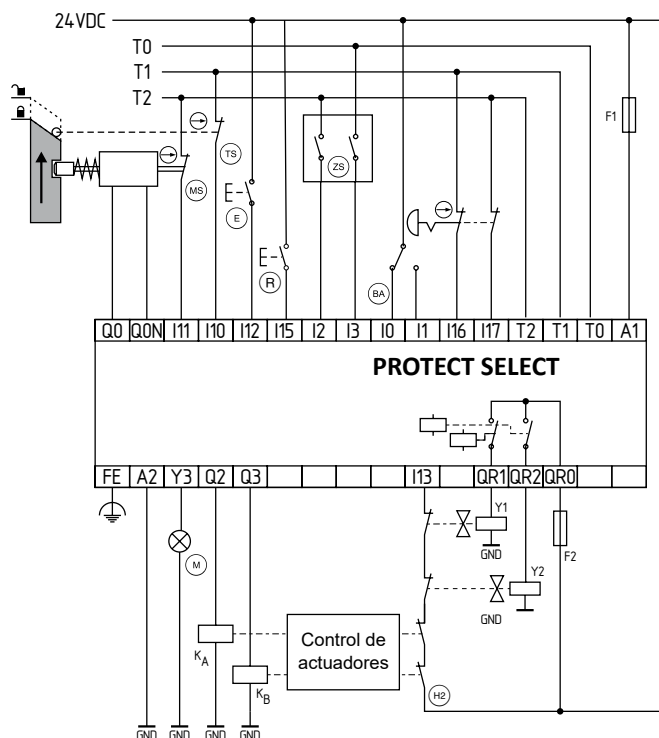 24VDC
T0
T1
T2
F1
TS
ZS
MS
E
R
BA
Q0 Q0N I11 I10 I12 I15 I2 I3 I0 I1 I16 I17 T2 T1 T0 A1
PROTECT SELECT
FE A2 Y3 Q2 Q3 I13 QR1 QR2 QR0
Y1
GND
F2
M
Y2
GND
KA
Control de
actuadores
KB
H2
GND GND GND GND